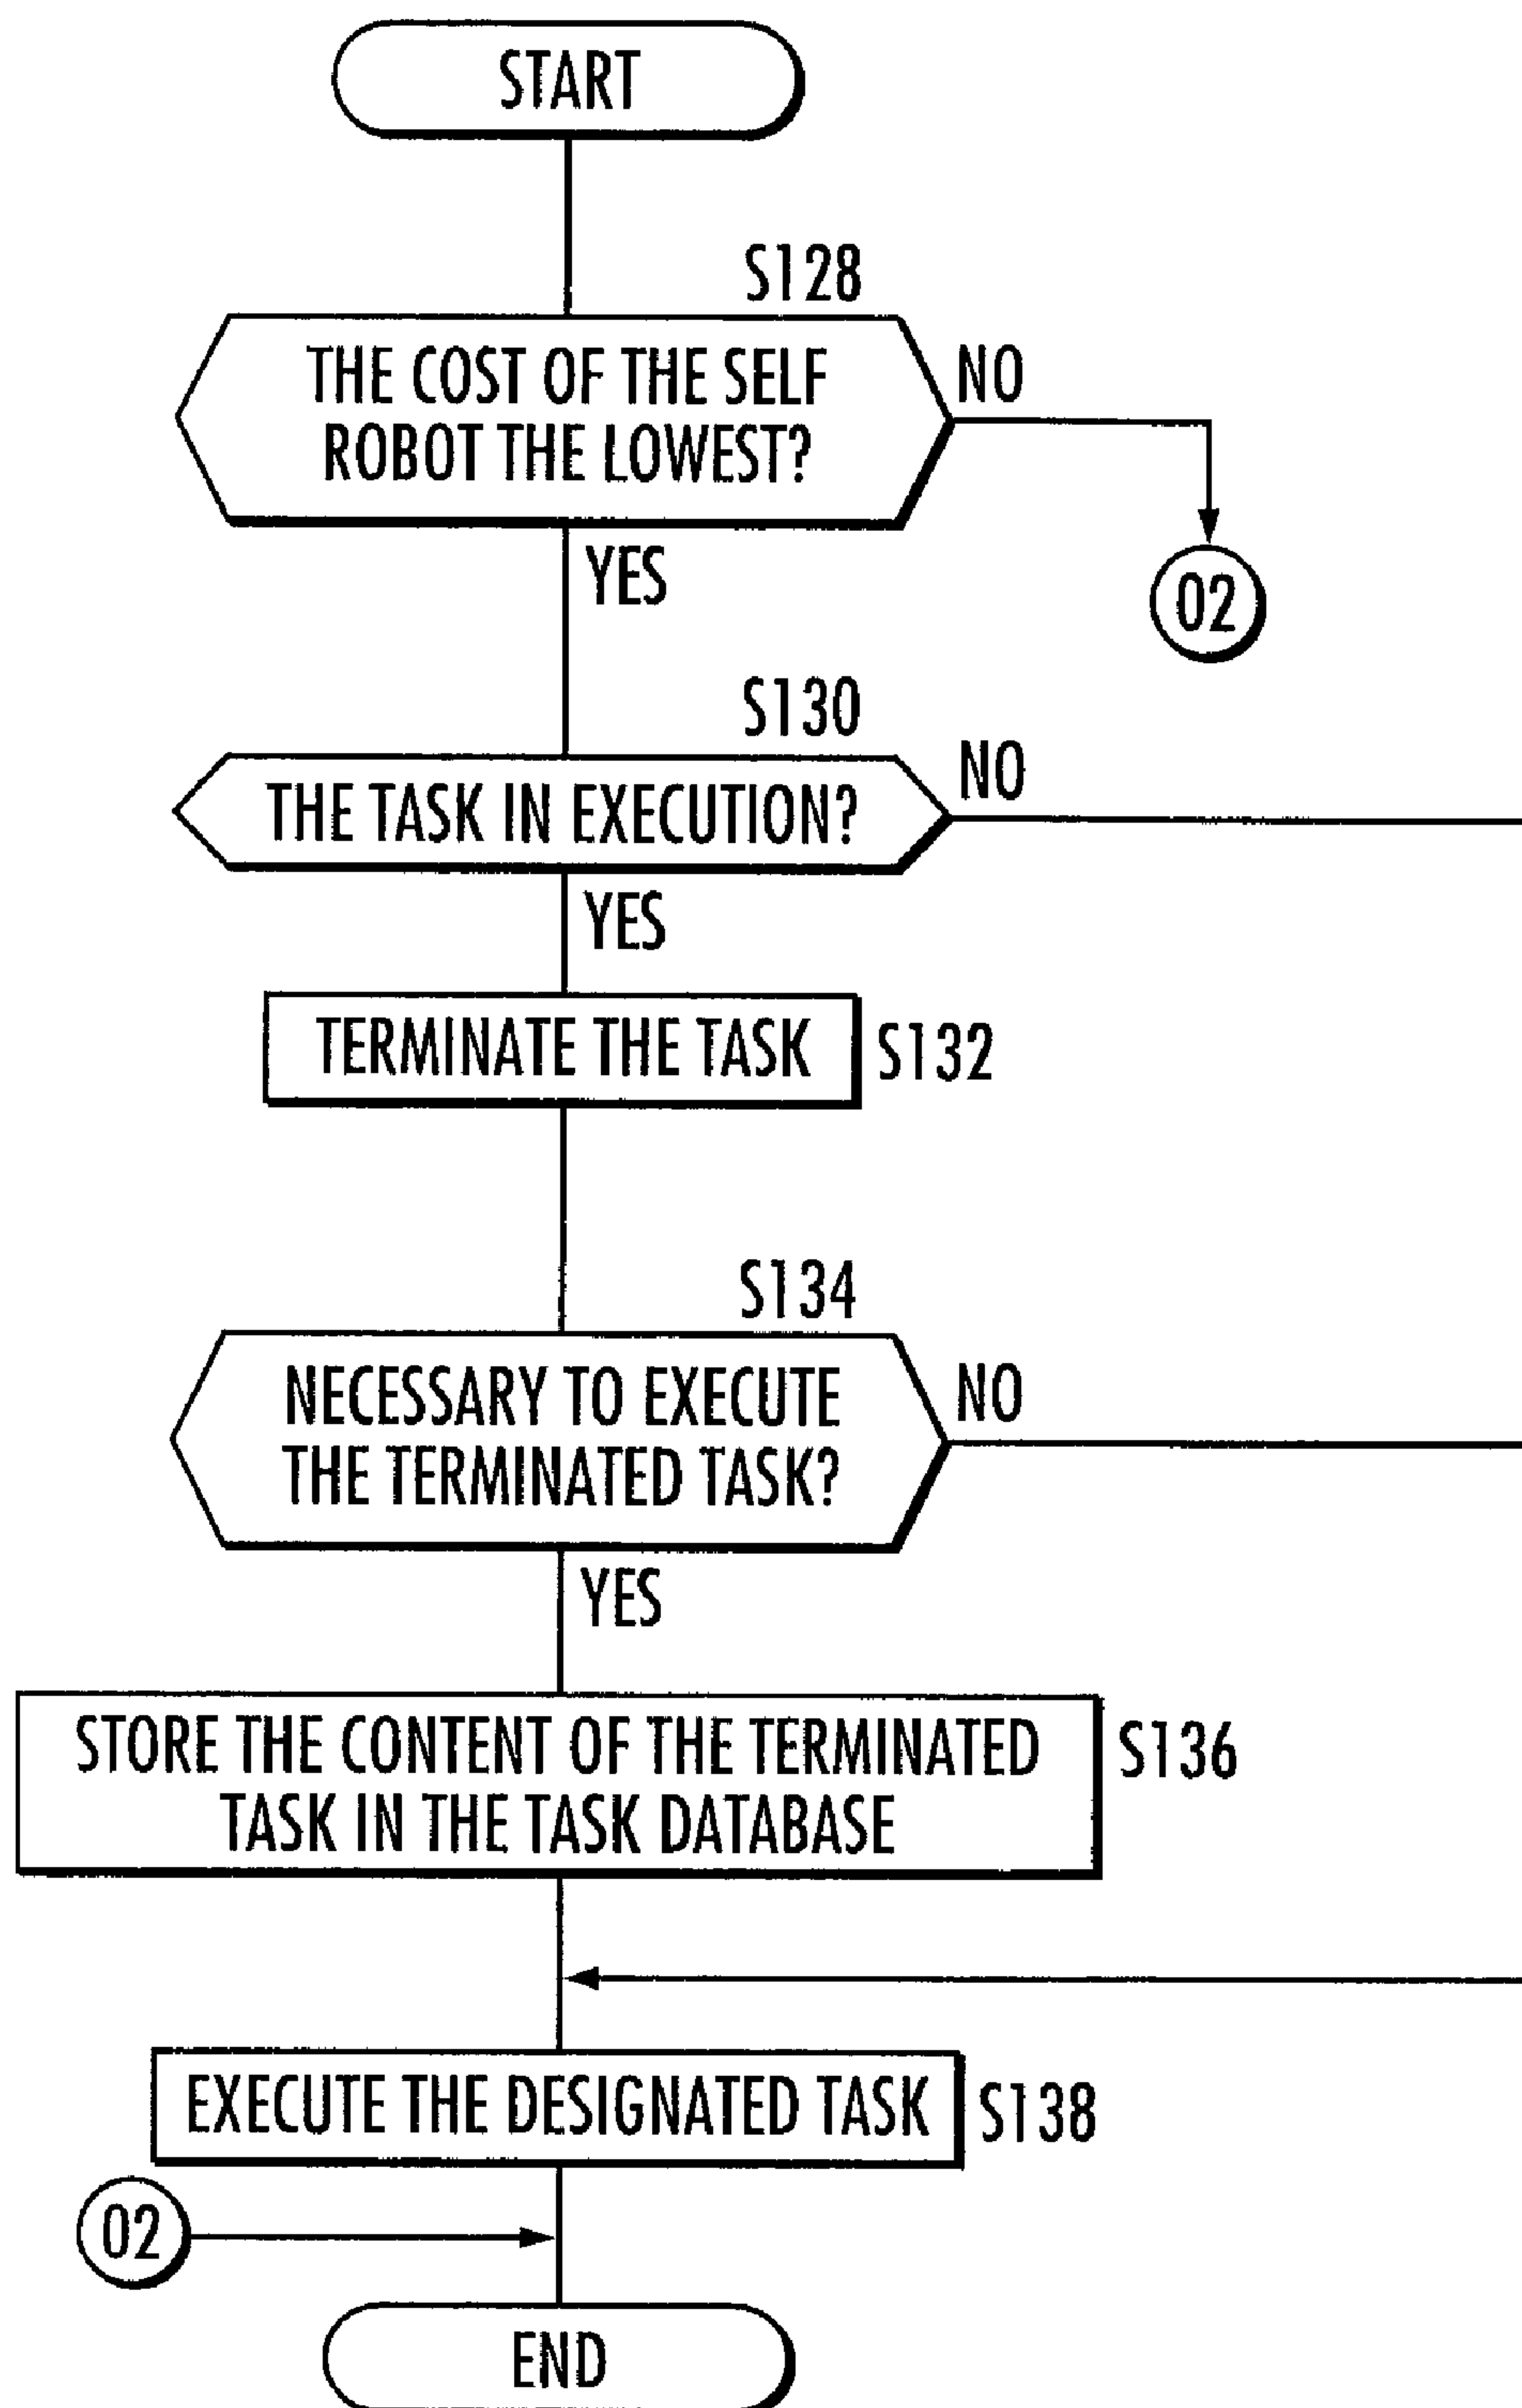 START
S128
THE COST OF THE SELF
ROBOT THE LOWEST?
NO
02
YES
S130
THE TASK IN EXECUTION?
NO
YES
TERMINATE THE TASK
S132
S134
NECESSARY TO EXECUTE
THE TERMINATED TASK?
NO
YES
STORE THE CONTENT OF THE TERMINATED
TASK IN THE TASK DATABASE
S136
EXECUTE THE DESIGNATED TASK
S138
02
END